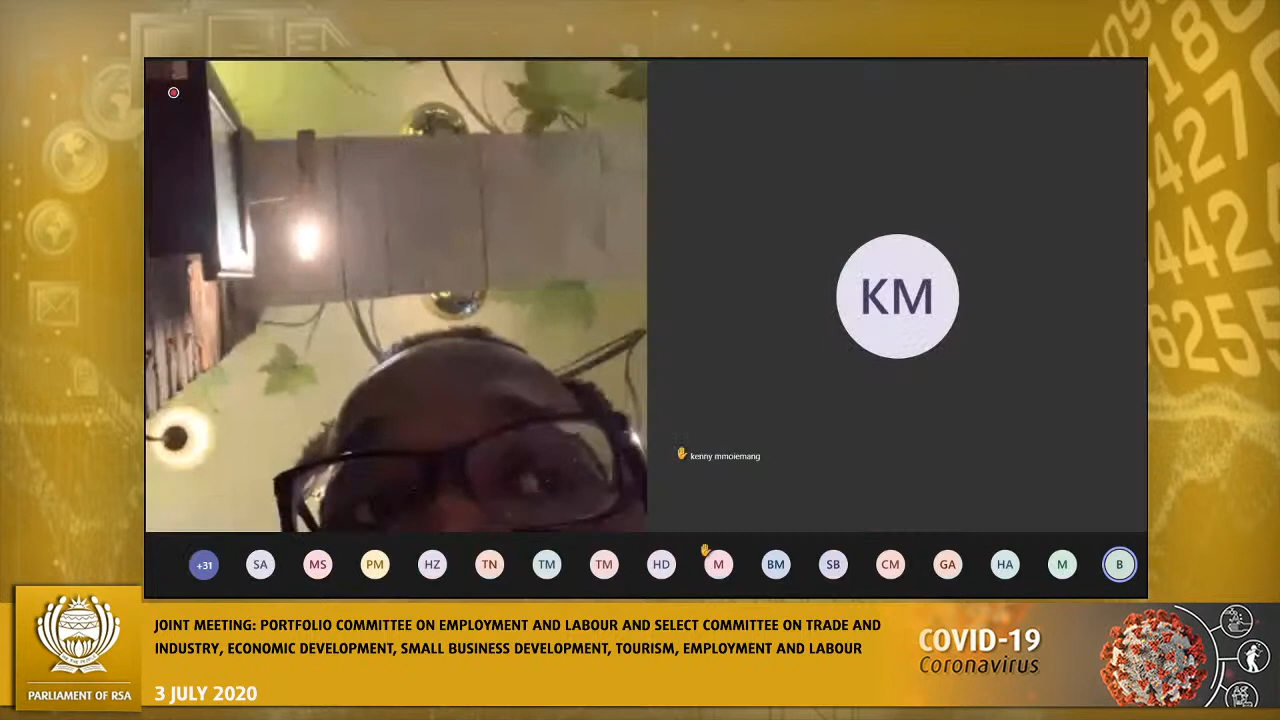 KM
kenny mmoiemang
+31 SA MS PM HZ TN TM TM HD M BM SB CM GA HA M B
JOINT MEETING: PORTFOLIO COMMITTEE ON EMPLOYMENT AND LABOUR AND SELECT COMMITTEE ON TRADE AND
INDUSTRY, ECONOMIC DEVELOPMENT, SMALL BUSINESS DEVELOPMENT, TOURISM, EMPLOYMENT AND LABOUR
3 JULY 2020
PARLIAMENT OF RSA
COVID-19
Coronavirus